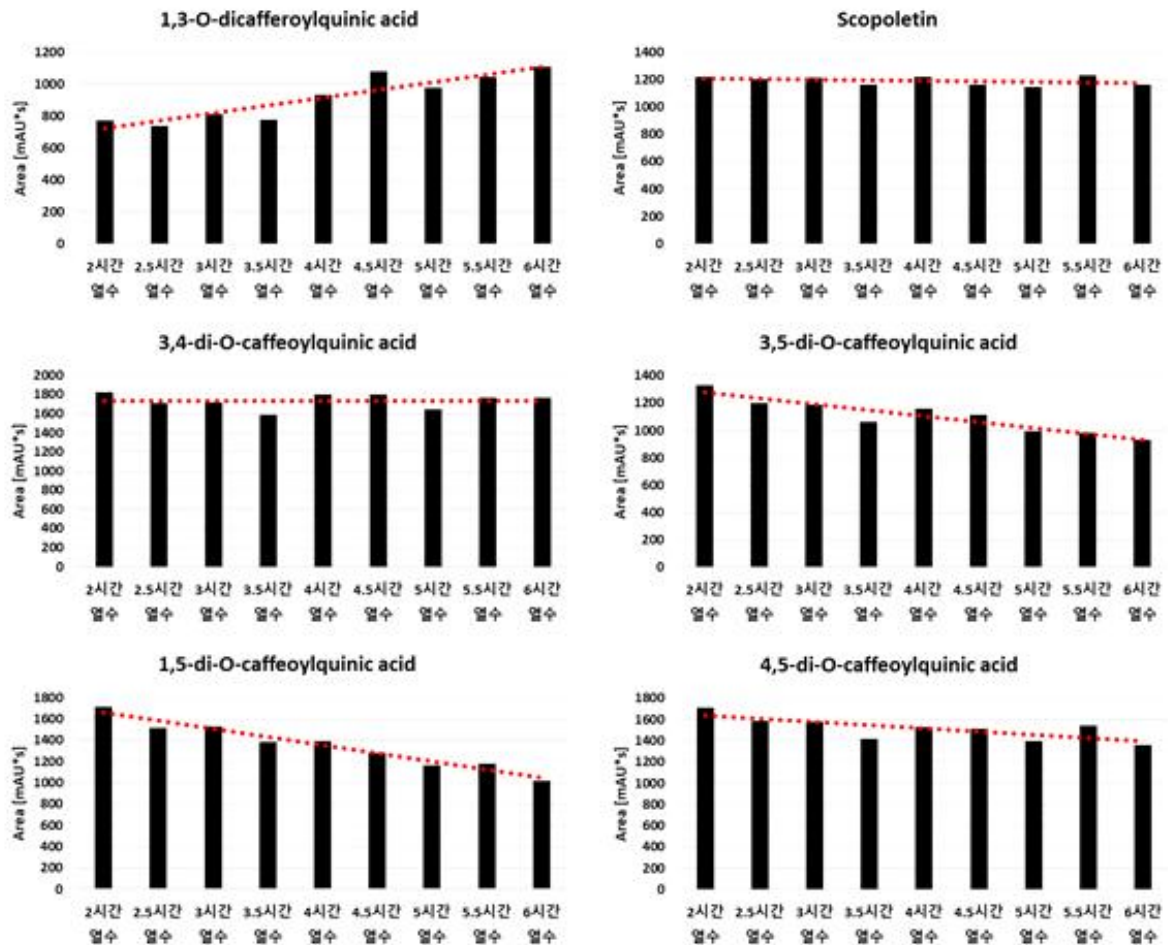 1,3-O-dicafferoylquinic acid
Area [mAU*s]
1200
1000
800
600
400
200
0
2시간 2.5시간 3시간 3.5시간 4시간 4.5시간 5시간 5.5시간 6시간
열수 열수 열수 열수 열수 열수 열수 열수 열수
Scopoletin
Area [mAU*s]
1400
1200
1000
800
600
400
200
0
2시간 2.5시간 3시간 3.5시간 4시간 4.5시간 5시간 5.5시간 6시간
열수 열수 열수 열수 열수 열수 열수 열수 열수
3,4-di-O-caffeoylquinic acid
Area [mAU*s]
2000
1800
1600
1400
1200
1000
800
600
400
200
0
2시간 2.5시간 3시간 3.5시간 4시간 4.5시간 5시간 5.5시간 6시간
열수 열수 열수 열수 열수 열수 열수 열수 열수
3,5-di-O-caffeoylquinic acid
Area [mAU*s]
1400
1200
1000
800
600
400
200
0
2시간 2.5시간 3시간 3.5시간 4시간 4.5시간 5시간 5.5시간 6시간
열수 열수 열수 열수 열수 열수 열수 열수 열수
1,5-di-O-caffeoylquinic acid
Area [mAU*s]
1800
1600
1400
1200
1000
800
600
400
200
0
2시간 2.5시간 3시간 3.5시간 4시간 4.5시간 5시간 5.5시간 6시간
열수 열수 열수 열수 열수 열수 열수 열수 열수
4,5-di-O-caffeoylquinic acid
Area [mAU*s]
1800
1600
1400
1200
1000
800
600
400
200
0
2시간 2.5시간 3시간 3.5시간 4시간 4.5시간 5시간 5.5시간 6시간
열수 열수 열수 열수 열수 열수 열수 열수 열수